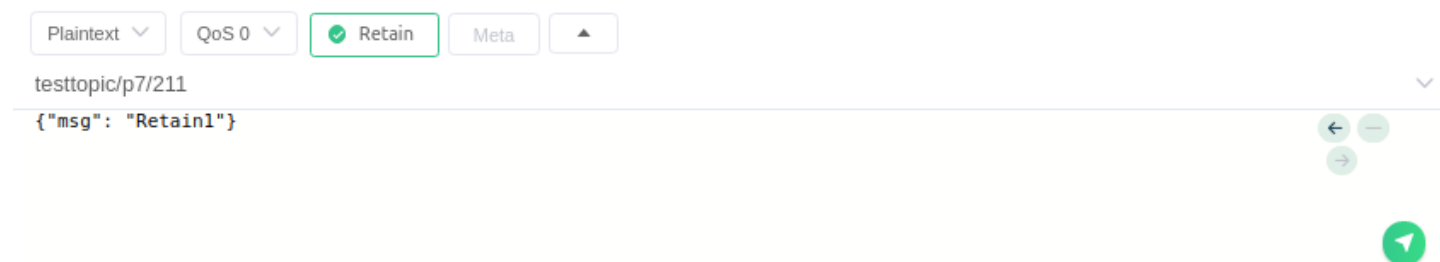 Plaintext QoS 0 Retain Meta
testtopic/p7/211
{"msg": "Retain1"}